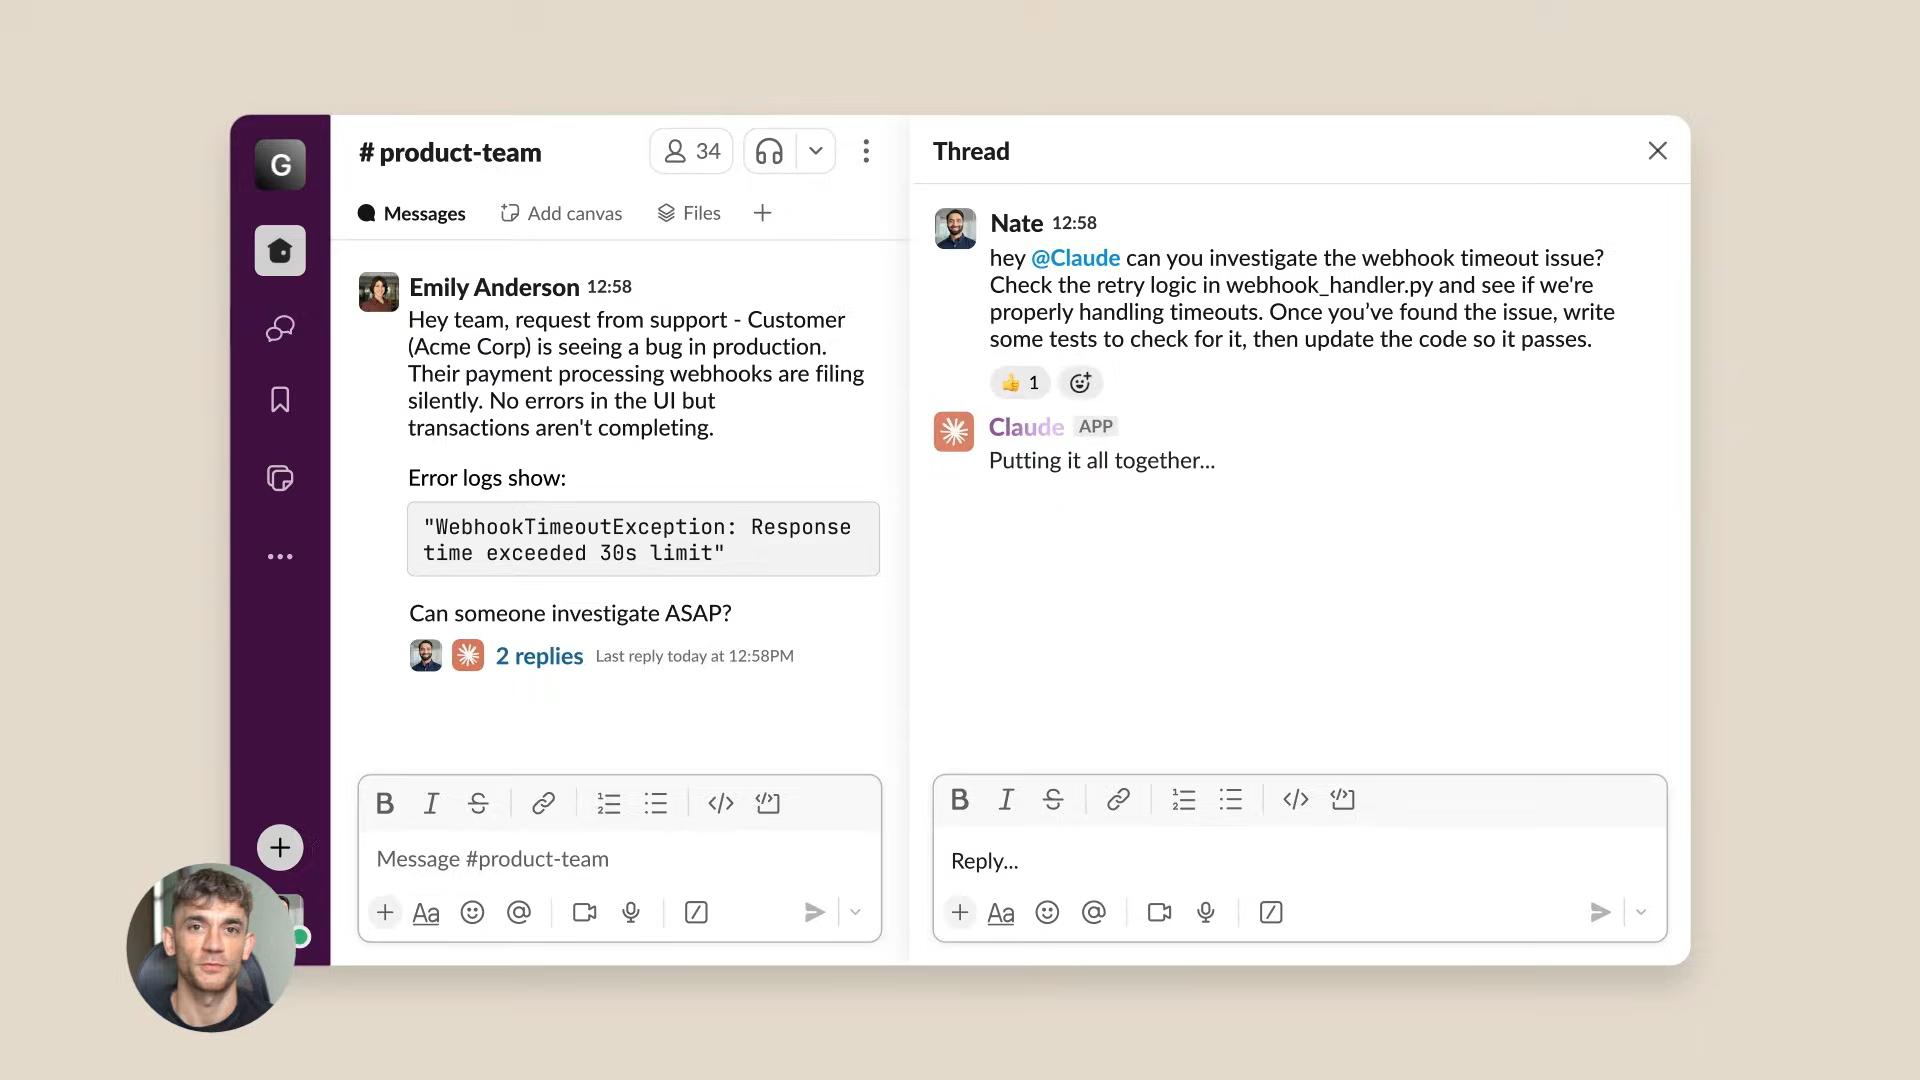 G
# product-team
34
Messages
Add canvas
Files
Emily Anderson 12:58
Hey team, request from support - Customer
(Acme Corp) is seeing a bug in production.
Their payment processing webhooks are filing
silently. No errors in the UI but
transactions aren't completing.
Error logs show:
"WebhookTimeoutException: Response
time exceeded 30s limit"
Can someone investigate ASAP?
2 replies Last reply today at 12:58PM
Message #product-team
Thread
Nate 12:58
hey @Claude can you investigate the webhook timeout issue?
Check the retry logic in webhook_handler.py and see if we're
properly handling timeouts. Once you’ve found the issue, write
some tests to check for it, then update the code so it passes.
1
Claude APP
Putting it all together...
Reply...